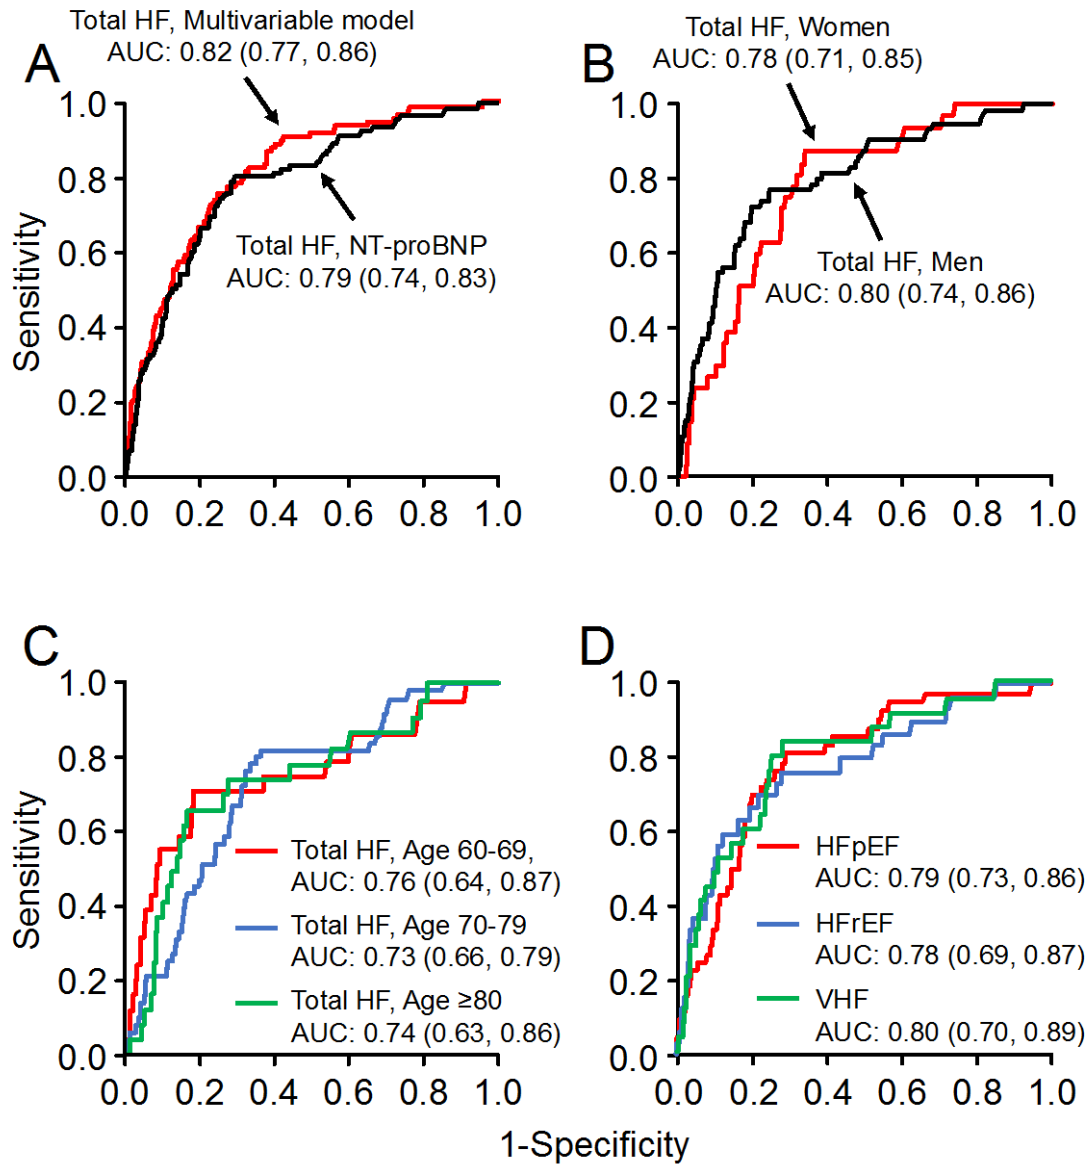 Total HF, Multivariable model
AUC: 0.82 (0.77, 0.86)
A
1.0
0.8
0.6
0.4
0.2
0.0
Sensitivity
Total HF, NT-proBNP
AUC: 0.79 (0.74, 0.83)
0.0 0.2 0.4 0.6 0.8 1.0
Total HF, Women
AUC: 0.78 (0.71, 0.85)
B
1.0
0.8
0.6
0.4
0.2
0.0
Total HF, Men
AUC: 0.80 (0.74, 0.86)
0.0 0.2 0.4 0.6 0.8 1.0
C
1.0
0.8
0.6
0.4
0.2
0.0
Sensitivity
Total HF, Age 60-69,
AUC: 0.76 (0.64, 0.87)
Total HF, Age 70-79
AUC: 0.73 (0.66, 0.79)
Total HF, Age ≥80
AUC: 0.74 (0.63, 0.86)
0.0 0.2 0.4 0.6 0.8 1.0
D
1.0
0.8
0.6
0.4
0.2
0.0
HFpEF
AUC: 0.79 (0.73, 0.86)
HFrEF
AUC: 0.78 (0.69, 0.87)
VHF
AUC: 0.80 (0.70, 0.89)
0.0 0.2 0.4 0.6 0.8 1.0
1-Specificity